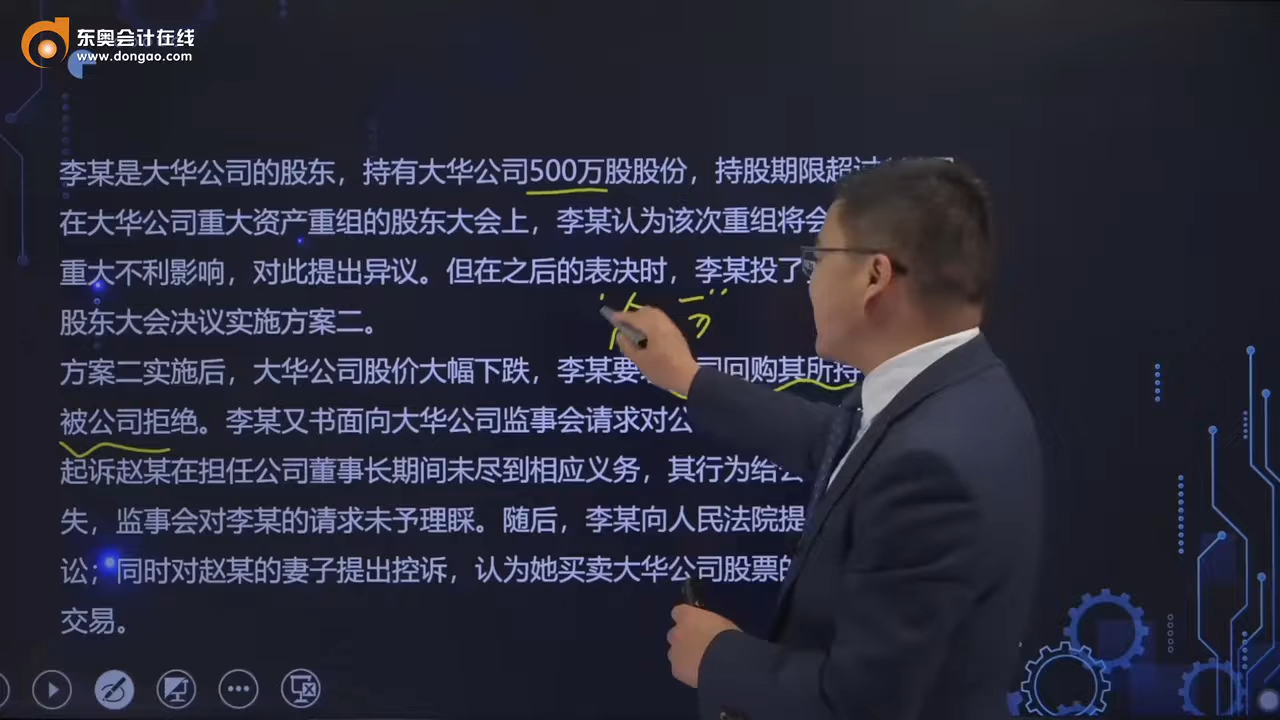 东奥会计在线
www.dongao.com
李某是大华公司的股东，持有大华公司500万股股份，持股期限超过
在大华公司重大资产重组的股东大会上，李某认为该次重组将会
重大不利影响，对此提出异议。但在之后的表决时，李某投了
股东大会决议实施方案二。
方案二实施后，大华公司股价大幅下跌，李某要 司回购其所持
被公司拒绝。李某又书面向大华公司监事会请求对公
起诉赵某在担任公司董事长期间未尽到相应义务，其行为给公
失，监事会对李某的请求未予理睬。随后，李某向人民法院提
讼；同时对赵某的妻子提出控诉，认为她买卖大华公司股票的
交易。